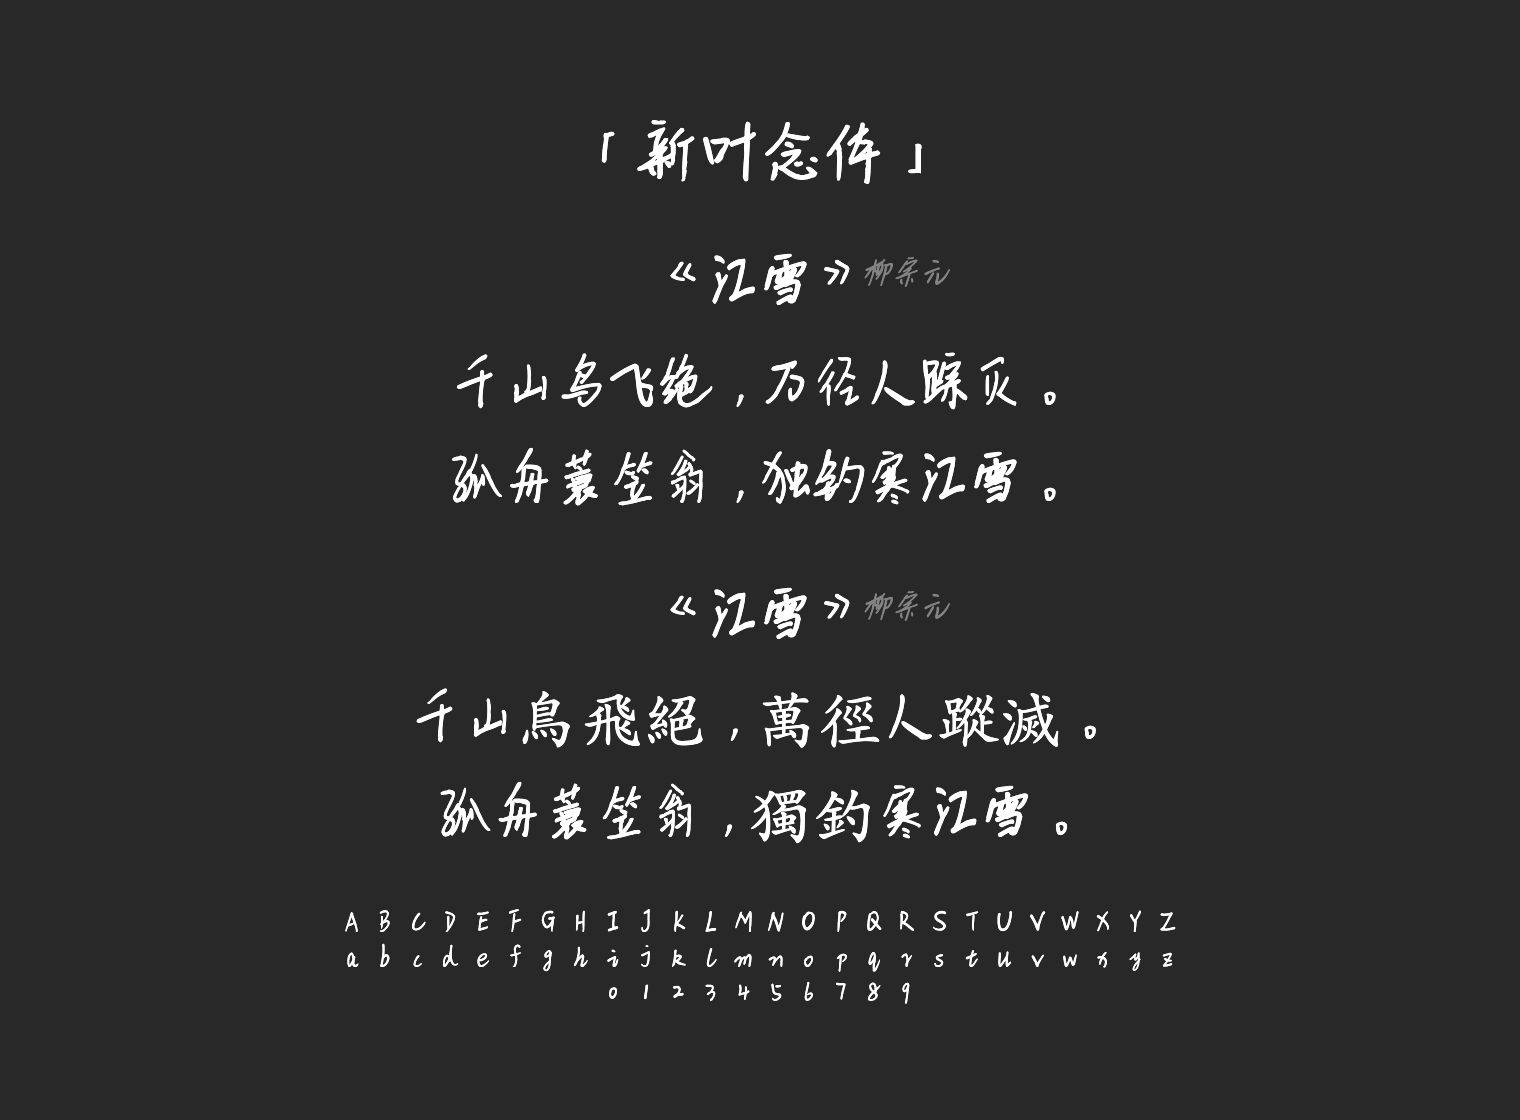 「新叶念体」
《江雪》柳宗元
千山鸟飞绝，万径人踪灭。
孤舟蓑笠翁，独钓寒江雪。
《江雪》柳宗元
千山鳥飛絕，萬徑人蹤滅。
孤舟蓑笠翁，獨釣寒江雪。
A B C D E F G H I J K L M N O P Q R S T U V W X Y Z
a b c d e f g h i j k l m n o p q r s t u v w x y z
0 1 2 3 4 5 6 7 8 9